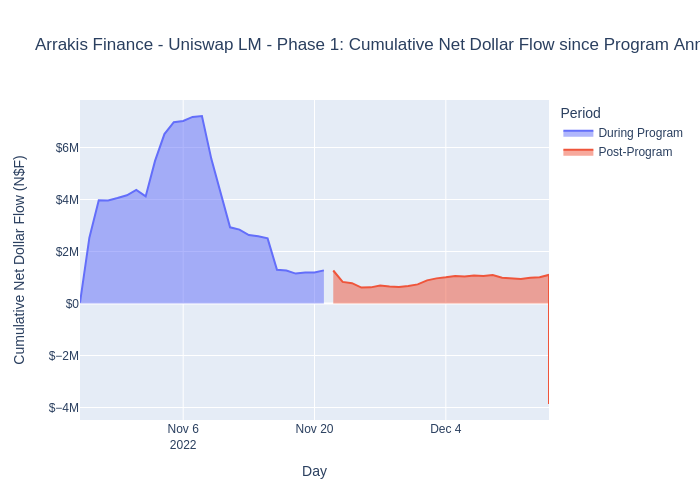 Arrakis Finance - Uniswap LM - Phase 1: Cumulative Net Dollar Flow since Program Ann
Period
During Program
Post-Program
$6M
$4M
$2M
$0
$−2M
$−4M
Cumulative Net Dollar Flow (N$F)
Nov 6
2022
Nov 20
Dec 4
Day